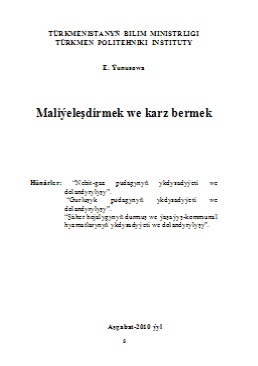 TÜRKMENISTANYŇ BILIM MINISTRLIGI
TÜRKMEN POLITEHNIKI INSTITUTY
E. Ýunusowa
Maliýeleşdirmek we karz bermek
Hünärler: “Nebit-gaz pudagynyň ykdysadyýeti we
dolandyrylyşy”.
“Gurluşyk pudagynyň ykdysadyýeti we
dolandyrylyşy”.
“Şäher hojalygynyň durmuş we ýaşaýyş-kommunal
hyzmatlarynyň ykdysadyýeti we dolandyrylyşy”.
Aşgabat-2010 ýyl
6